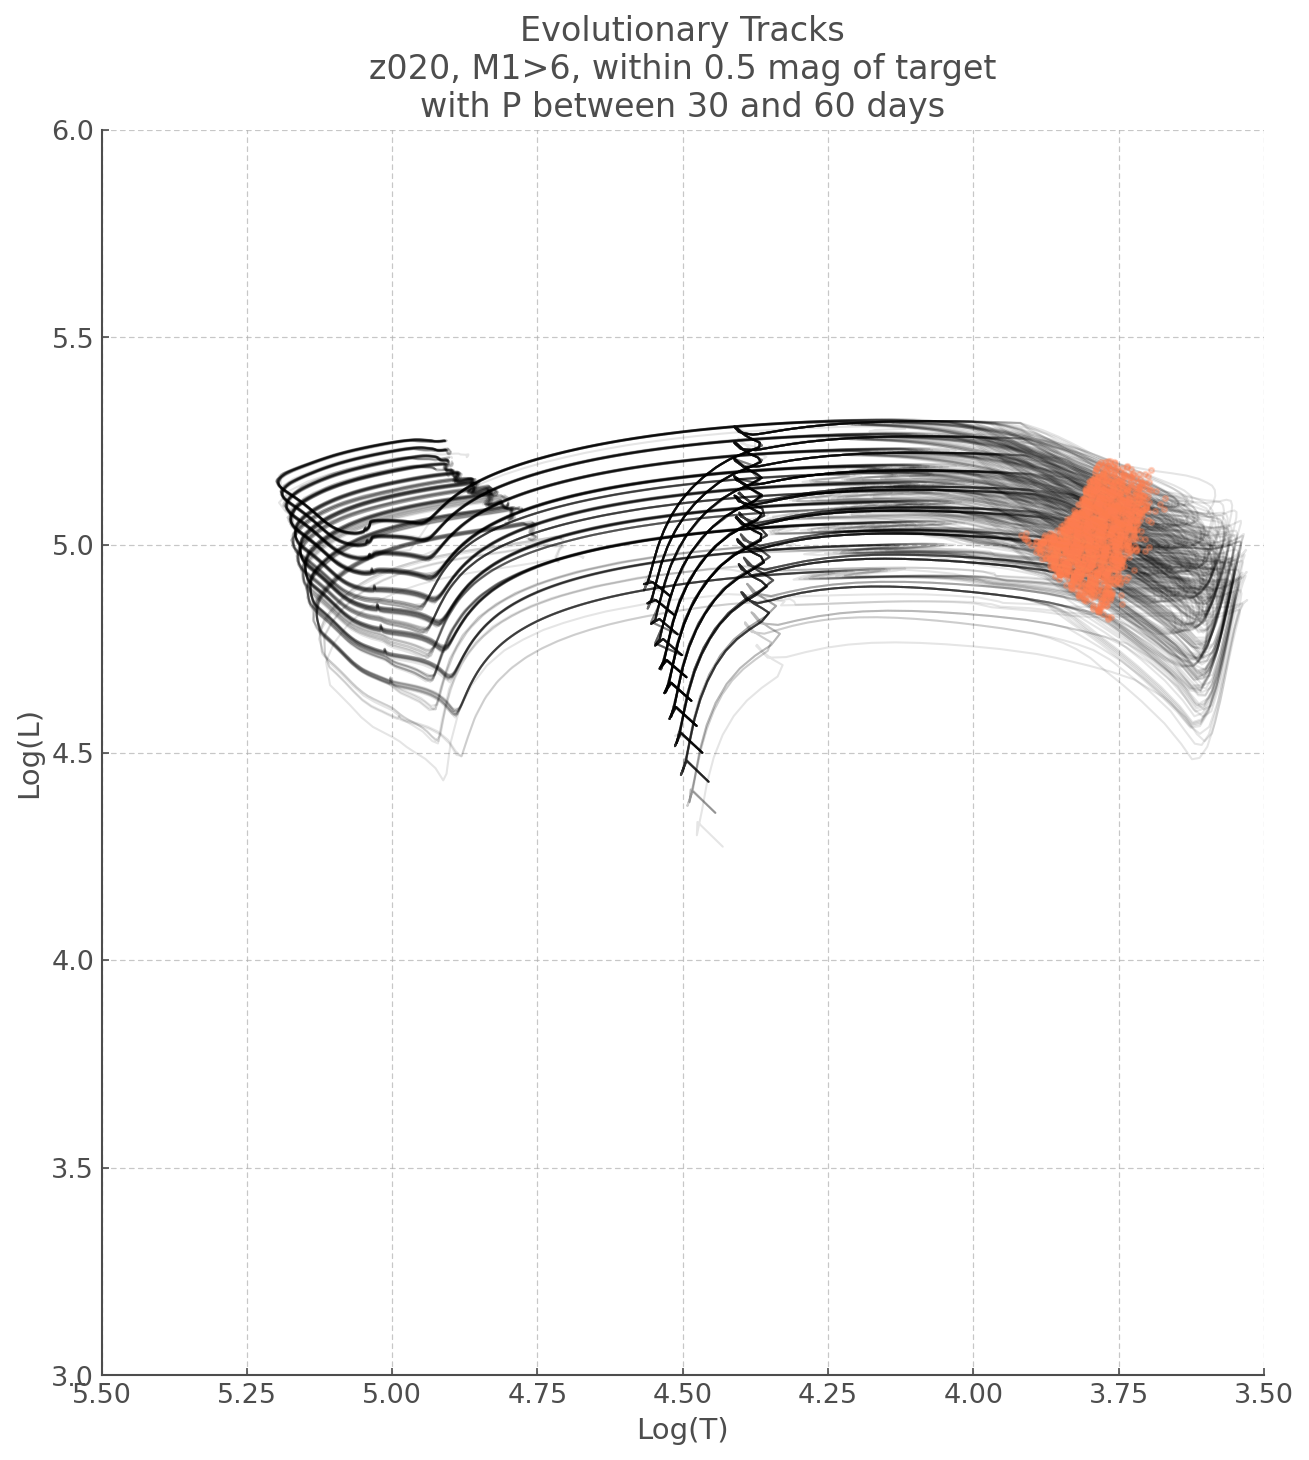 Evolutionary Tracks
z020, M1>6, within 0.5 mag of target
with P between 30 and 60 days
6.0
5.5
5.0
4.5
4.0
3.5
3.0
Log(L)
5.50 5.25 5.00 4.75 4.50 4.25 4.00 3.75 3.50
Log(T)